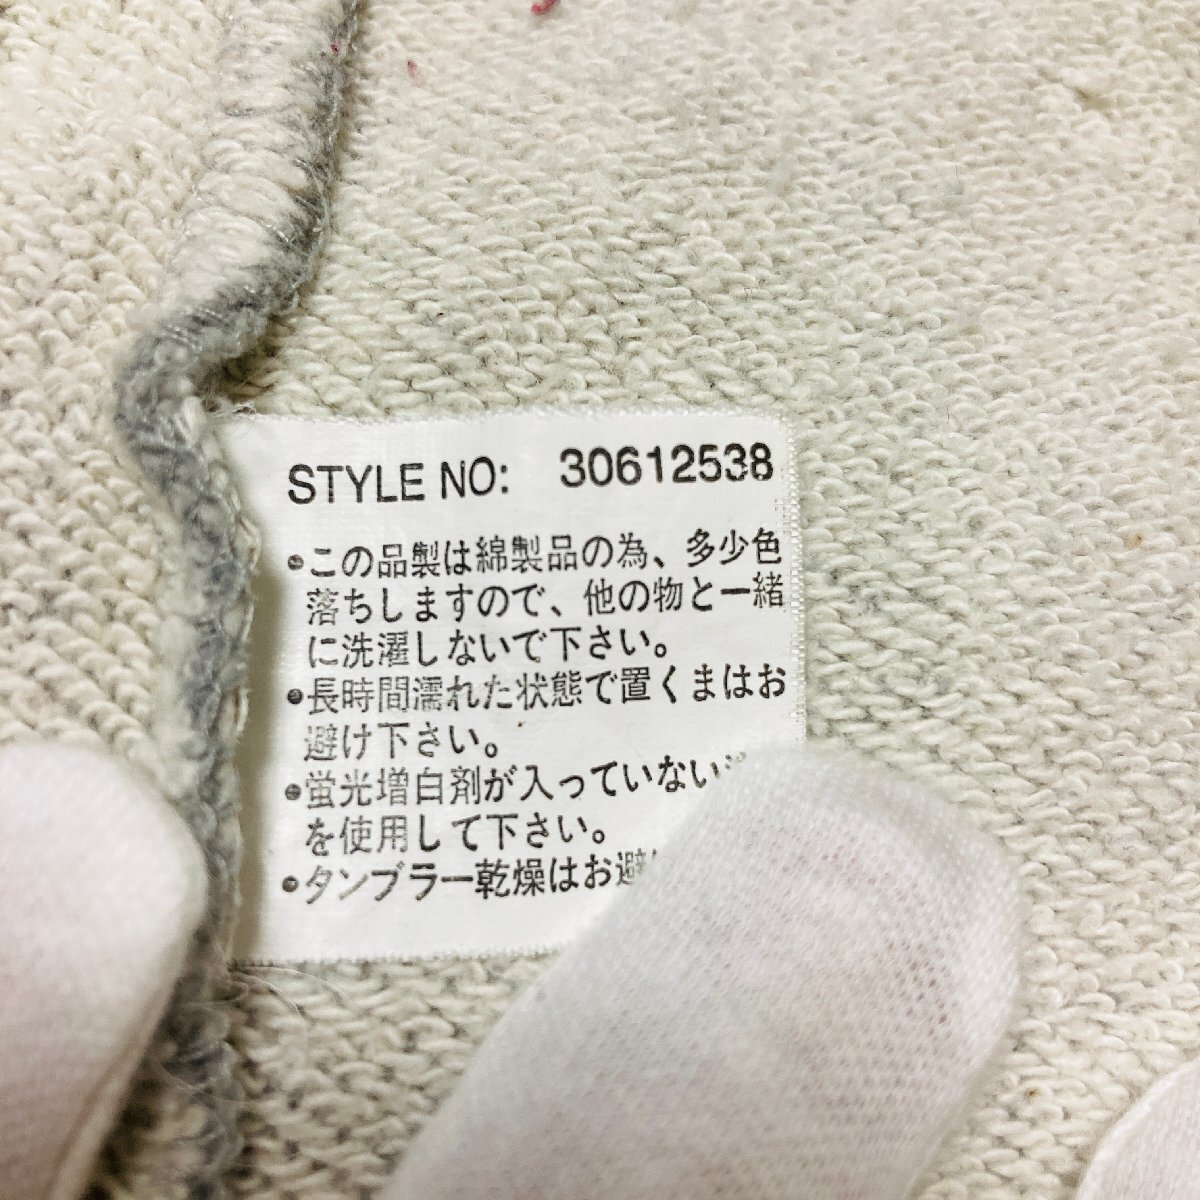 STYLE NO: 30612538
•この品製は綿製品の為、多少色
落ちしますので、他の物と一緒
に洗濯しないで下さい。
•長時間濡れた状態で置くまはお
避け下さい。
•蛍光増白剤が入っていない
を使用して下さい。
•タンブラー乾燥はお避